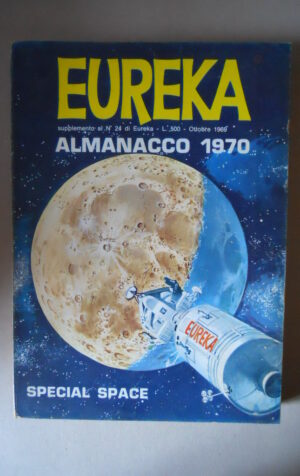 EUREKA
supplemento al N° 24 di Eureka - L. 500 - Ottobre 1969
ALMANACCO 1970
EUREKA
SPECIAL SPACE